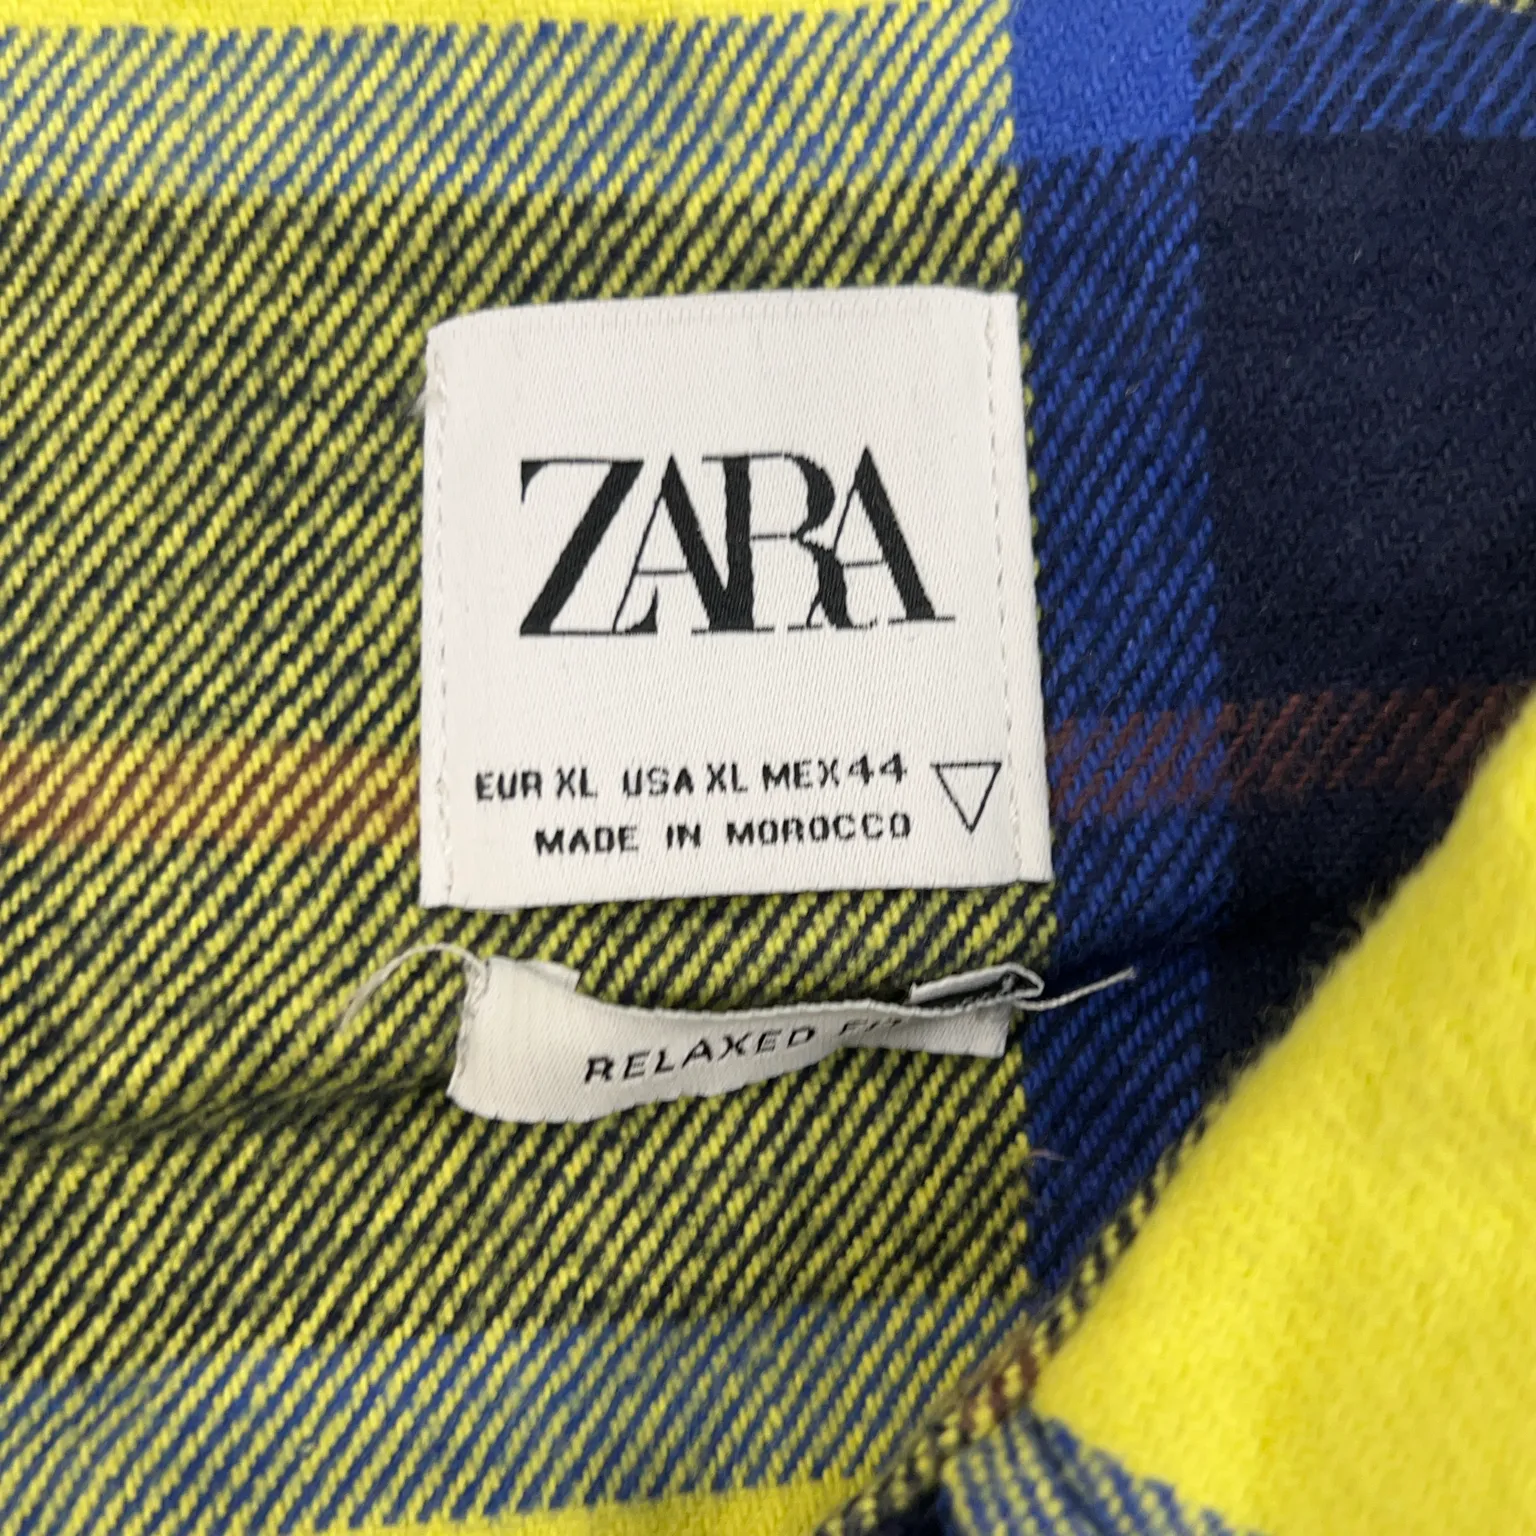 ZARA
EUR XL USA XL MEX 44
MADE IN MOROCCO
RELAXED